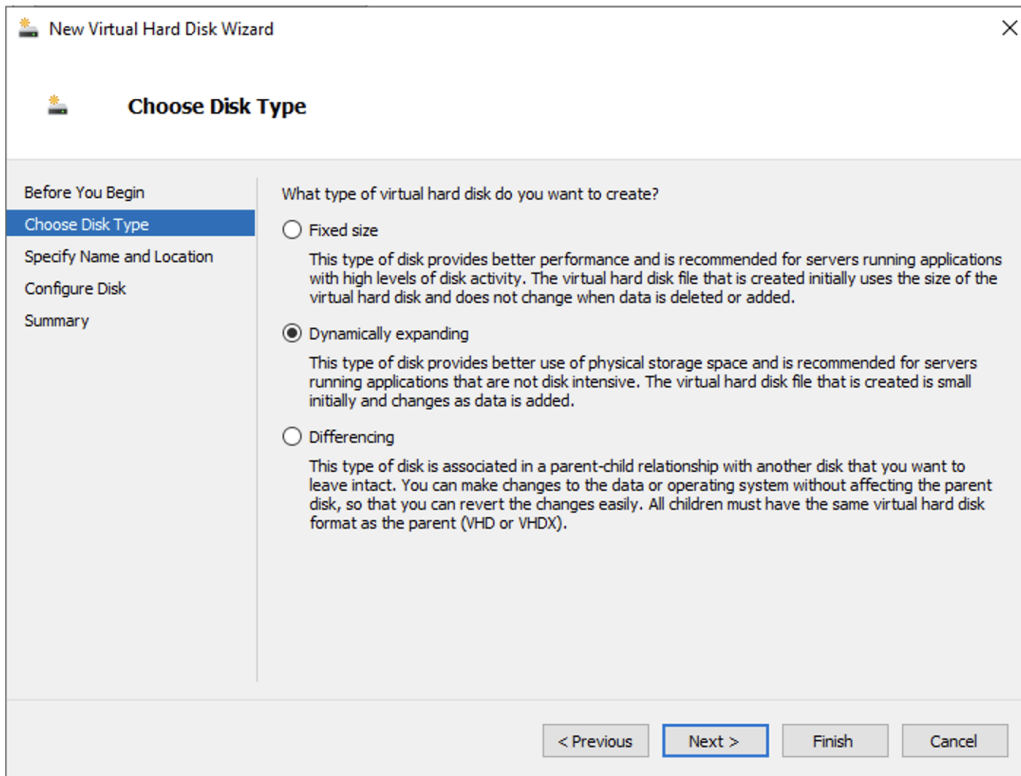 New Virtual Hard Disk Wizard
Choose Disk Type
Before You Begin
Choose Disk Type
Specify Name and Location
Configure Disk
Summary
What type of virtual hard disk do you want to create?
Fixed size
This type of disk provides better performance and is recommended for servers running applications
with high levels of disk activity. The virtual hard disk file that is created initially uses the size of the
virtual hard disk and does not change when data is deleted or added.
Dynamically expanding
This type of disk provides better use of physical storage space and is recommended for servers
running applications that are not disk intensive. The virtual hard disk file that is created is small
initially and changes as data is added.
Differencing
This type of disk is associated in a parent-child relationship with another disk that you want to
leave intact. You can make changes to the data or operating system without affecting the parent
disk, so that you can revert the changes easily. All children must have the same virtual hard disk
format as the parent (VHD or VHDX).
< Previous
Next >
Finish
Cancel